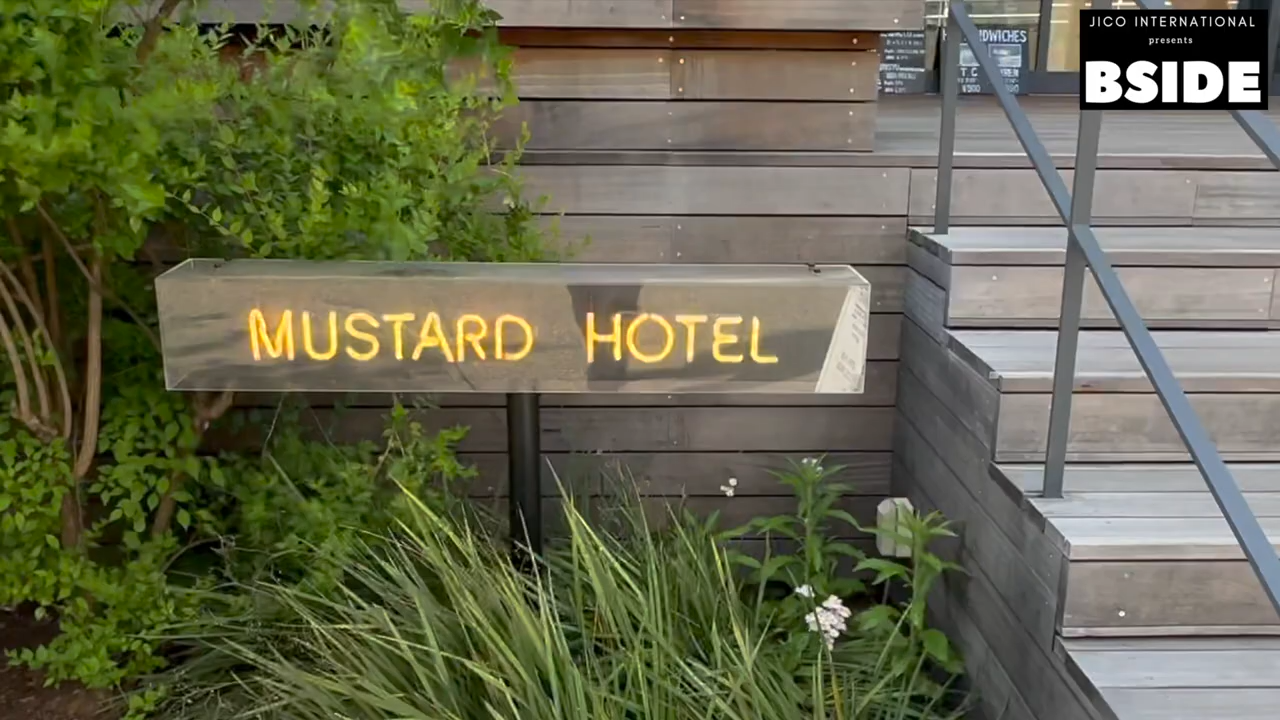 JICO INTERNATIONAL
presents
BSIDE
SANDWICHES
MUSTARD HOTEL